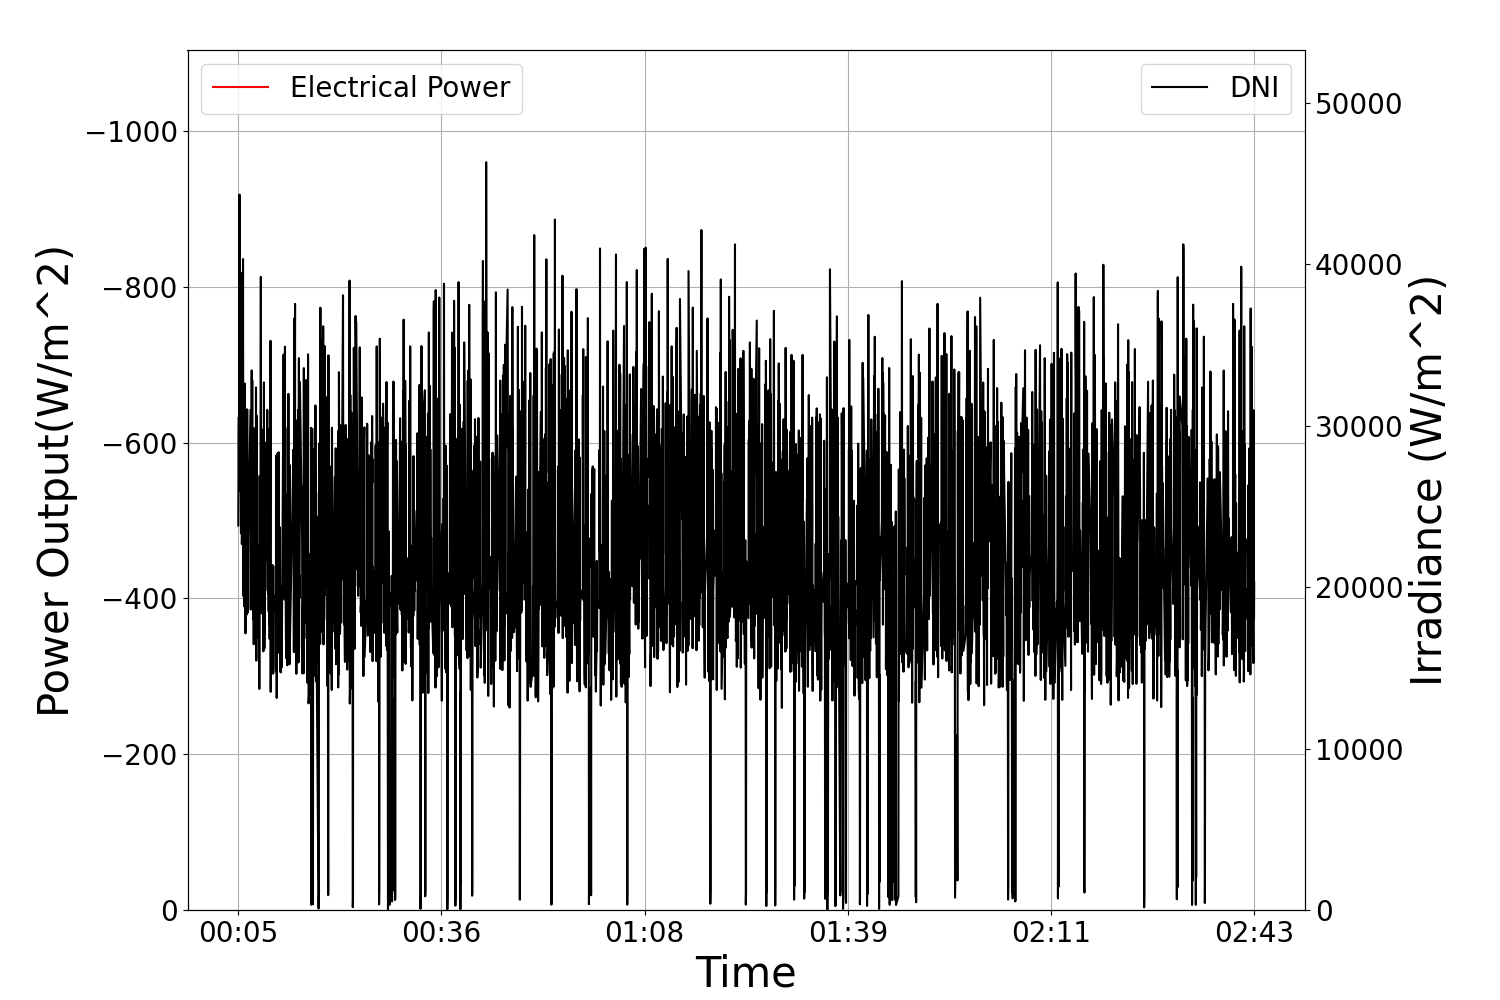 Electrical Power
DNI
Power Output(W/m^2)
−1000
−800
−600
−400
−200
0
50000
40000
30000
20000
10000
0
Irradiance (W/m^2)
00:05 00:36 01:08 01:39 02:11 02:43
Time